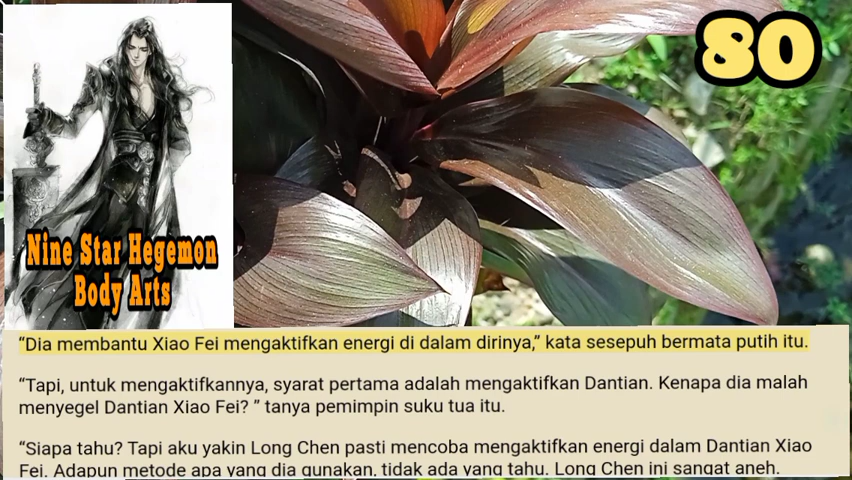 80
Nine Star Hegemon
Body Arts
“Dia membantu Xiao Fei mengaktifkan energi di dalam dirinya,” kata sesepuh bermata putih itu.
“Tapi, untuk mengaktifkannya, syarat pertama adalah mengaktifkan Dantian. Kenapa dia malah
menyegel Dantian Xiao Fei? ” tanya pemimpin suku tua itu.
“Siapa tahu? Tapi aku yakin Long Chen pasti mencoba mengaktifkan energi dalam Dantian Xiao
Fei. Adapun metode apa yang dia gunakan, tidak ada yang tahu. Long Chen ini sangat aneh.